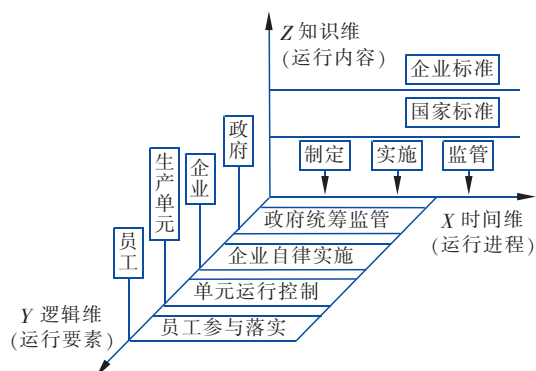 Z 知识维
(运行内容)
企业标准
国家标准
制定
实施
监管
政府
企业
生产单元
员工
X 时间维
(运行进程)
政府统筹监管
企业自律实施
单元运行控制
员工参与落实
Y 逻辑维
(运行要素)